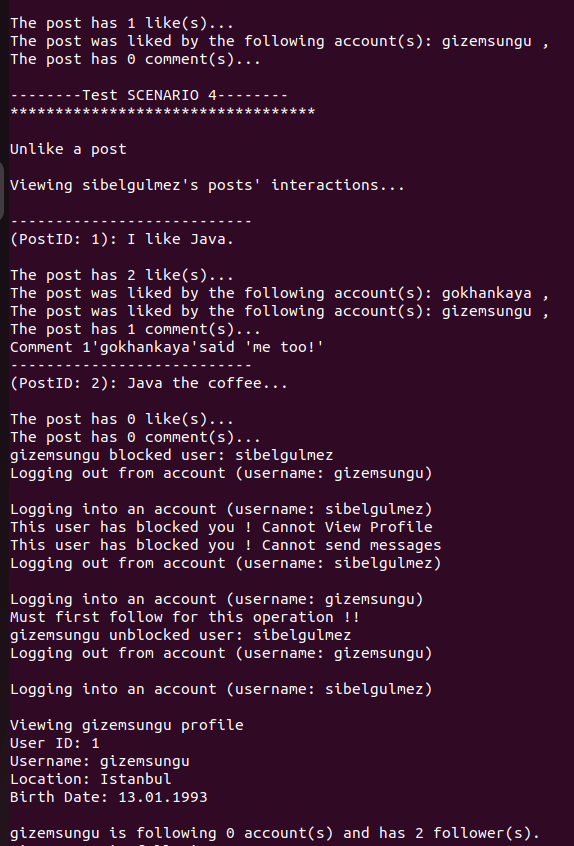 The post has 1 like(s)...
The post was liked by the following account(s): gizemsungu ,
The post has 0 comment(s)...
--------Test SCENARIO 4--------
**********************************
Unlike a post
Viewing sibelgulmez's posts' interactions...
---------------------------
(PostID: 1): I like Java.
The post has 2 like(s)...
The post was liked by the following account(s): gokhankaya ,
The post was liked by the following account(s): gizemsungu ,
The post has 1 comment(s)...
Comment 1'gokhankaya'said 'me too!'
---------------------------
(PostID: 2): Java the coffee...
The post has 0 like(s)...
The post has 0 comment(s)...
gizemsungu blocked user: sibelgulmez
Logging out from account (username: gizemsungu)
Logging into an account (username: sibelgulmez)
This user has blocked you ! Cannot View Profile
This user has blocked you ! Cannot send messages
Logging out from account (username: sibelgulmez)
Logging into an account (username: gizemsungu)
Must first follow for this operation !!
gizemsungu unblocked user: sibelgulmez
Logging out from account (username: gizemsungu)
Logging into an account (username: sibelgulmez)
Viewing gizemsungu profile
User ID: 1
Username: gizemsungu
Location: Istanbul
Birth Date: 13.01.1993
gizemsungu is following 0 account(s) and has 2 follower(s).